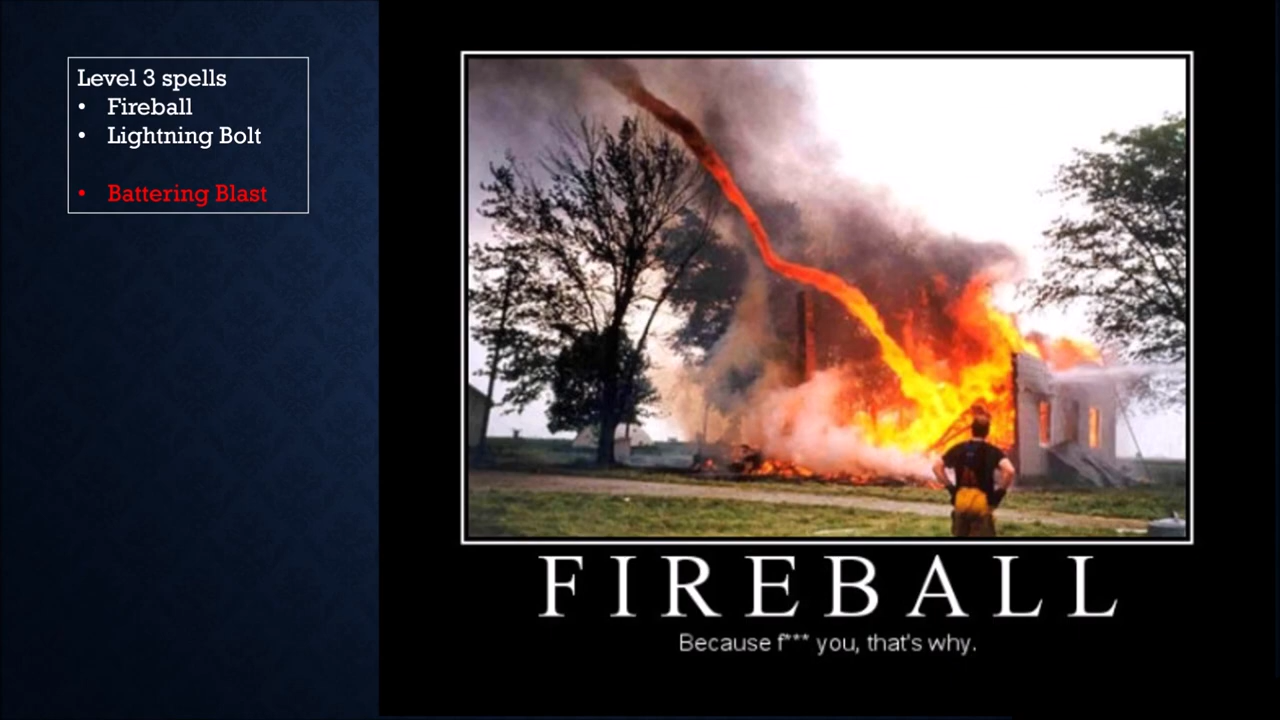 Level 3 spells
• Fireball
• Lightning Bolt
• Battering Blast
FIREBALL
Because f*** you, that's why.